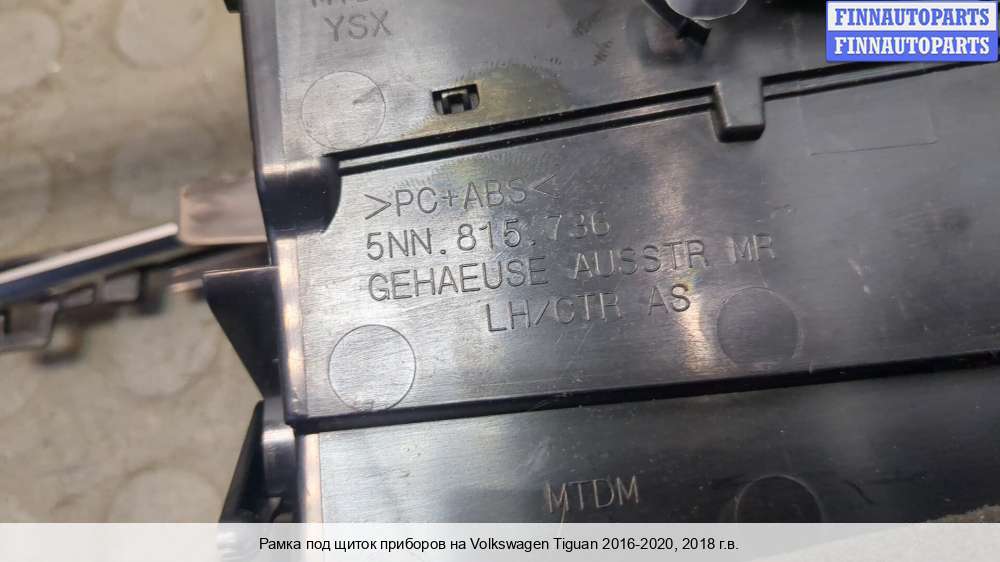 FINNAUTOPARTS
FINNAUTOPARTS
YSX
>PC+ABS<
5NN.815.736
GEHAEUSE AUSSTR MR
LH/CTR AS
MTDM
Рамка под щиток приборов на Volkswagen Tiguan 2016-2020, 2018 г.в.